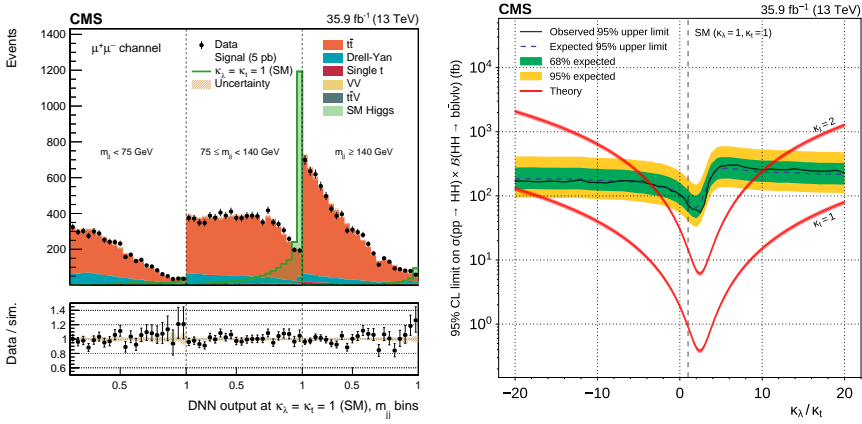 CMS 35.9 fb⁻¹ (13 TeV)
Events
1400
1200
1000
800
600
400
200
μ⁺μ⁻ channel
Data
Signal (5 pb)
κλ = κt = 1 (SM)
Uncertainty
tt̄
Drell-Yan
Single t
VV
tt̄V
SM Higgs
mjj < 75 GeV
75 ≤ mjj < 140 GeV
mjj ≥ 140 GeV
Data / sim.
1.4
1.2
1.0
0.8
0.6
0.5 1 0.5 1 0.5 1
DNN output at κλ = κt = 1 (SM), mjj bins
CMS 35.9 fb⁻¹ (13 TeV)
95% CL limit on σ(pp → HH) × ℬ(HH → bb̄lνlν) (fb)
Observed 95% upper limit
Expected 95% upper limit
68% expected
95% expected
Theory
SM (κλ = 1, κt = 1)
10⁴
10³
10²
10¹
10⁰
κt = 2
κt = 1
−20 −10 0 10 20
κλ / κt